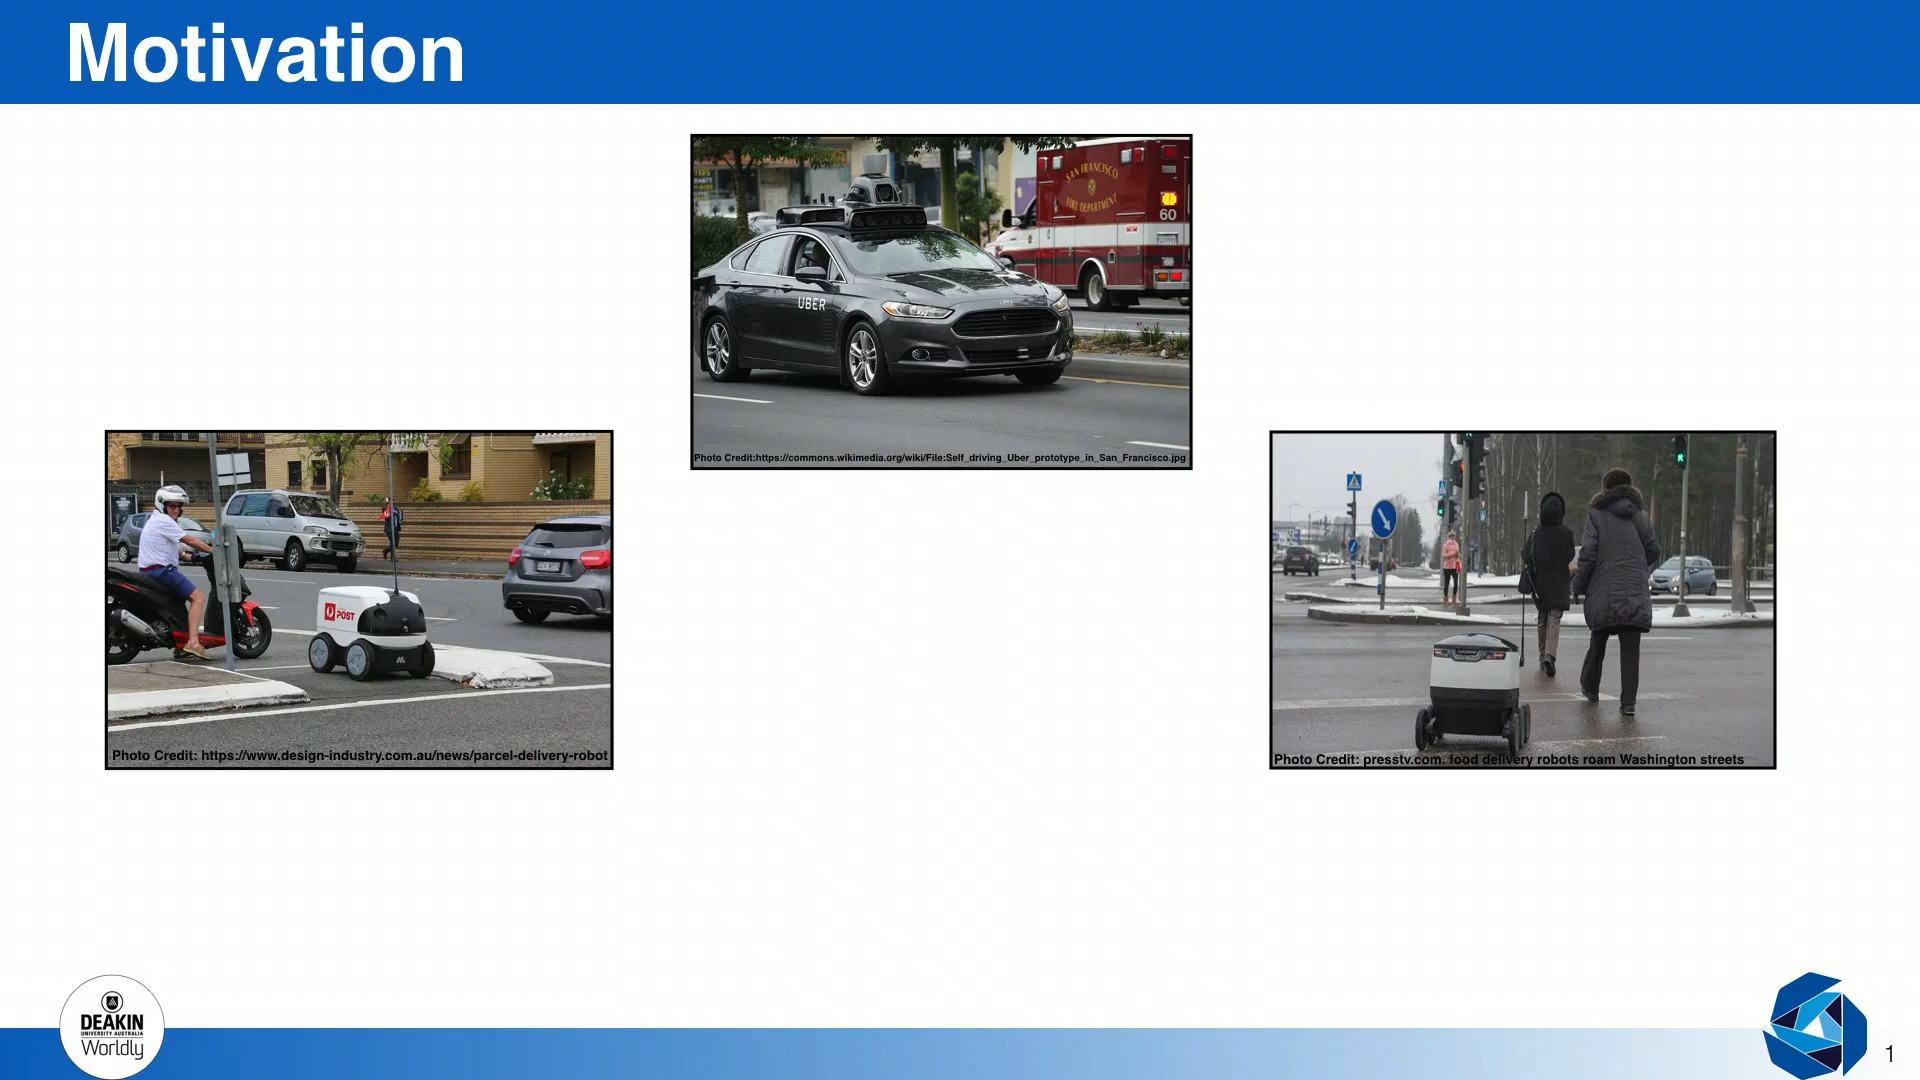 Motivation
SAN FRANCISCO
FIRE DEPARTMENT
60
UBER
Photo Credit:https://commons.wikimedia.org/wiki/File:Self_driving_Uber_prototype_in_San_Francisco.jpg
POST
Photo Credit: https://www.design-industry.com.au/news/parcel-delivery-robot
Photo Credit: presstv.com. food delivery robots roam Washington streets
DEAKIN
UNIVERSITY AUSTRALIA
Worldly
1